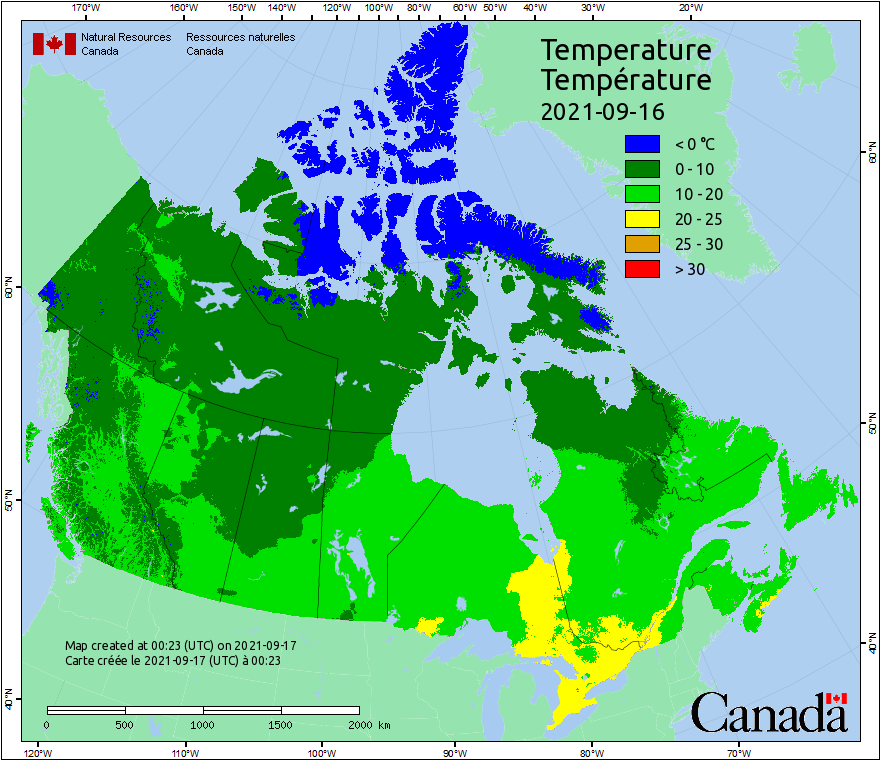 170°W 160°W 150°W 140°W 130°W 120°W 110°W 100°W 90°W 80°W 70°W 60°W 50°W 40°W 30°W 20°W
Natural Resources Ressources naturelles
Canada Canada
Temperature
Température
2021-09-16
< 0 °C
0 - 10
10 - 20
20 - 25
25 - 30
> 30
60°N
50°N
40°N
60°N
50°N
40°N
Map created at 00:23 (UTC) on 2021-09-17
Carte créée le 2021-09-17 (UTC) à 00:23
0 500 1000 1500 2000 km
Canada
120°W 110°W 100°W 90°W 80°W 70°W